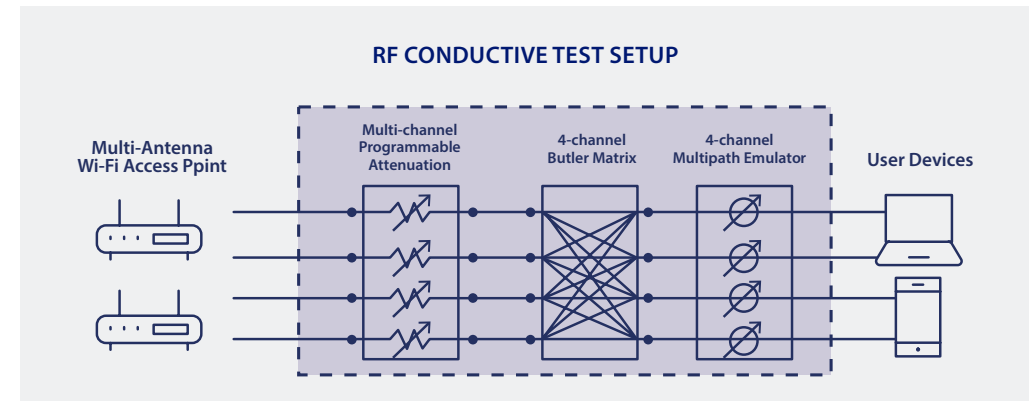 RF CONDUCTIVE TEST SETUP
Multi-Antenna
Wi-Fi Access Ppint
Multi-channel
Programmable
Attenuation
4-channel
Butler Matrix
4-channel
Multipath Emulator
User Devices